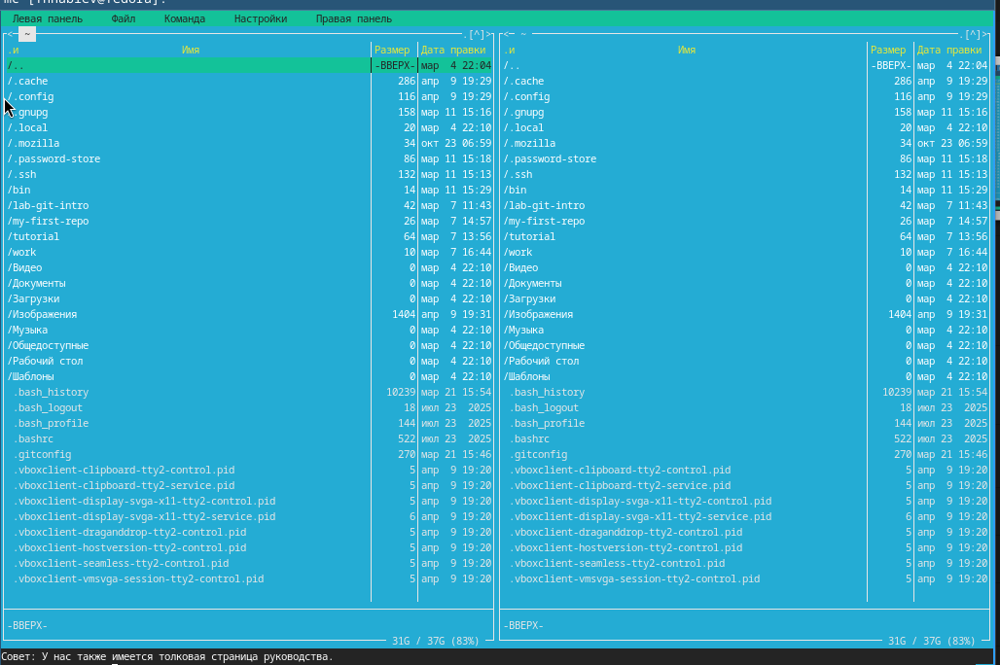 Левая панель Файл Команда Настройки Правая панель
<─ ~ .[^]> <─ ~ .[^]>
.и Имя Размер Дата правки .и Имя Размер Дата правки
/.. -ВВЕРХ- мар 4 22:04 /.. -ВВЕРХ- мар 4 22:04
/.cache 286 апр 9 19:29 /.cache 286 апр 9 19:29
/.config 116 апр 9 19:29 /.config 116 апр 9 19:29
/.gnupg 158 мар 11 15:16 /.gnupg 158 мар 11 15:16
/.local 20 мар 4 22:10 /.local 20 мар 4 22:10
/.mozilla 34 окт 23 06:59 /.mozilla 34 окт 23 06:59
/.password-store 86 мар 11 15:18 /.password-store 86 мар 11 15:18
/.ssh 132 мар 11 15:13 /.ssh 132 мар 11 15:13
/bin 14 мар 11 15:29 /bin 14 мар 11 15:29
/lab-git-intro 42 мар 7 11:43 /lab-git-intro 42 мар 7 11:43
/my-first-repo 26 мар 7 14:57 /my-first-repo 26 мар 7 14:57
/tutorial 64 мар 7 13:56 /tutorial 64 мар 7 13:56
/work 10 мар 7 16:44 /work 10 мар 7 16:44
/Видео 0 мар 4 22:10 /Видео 0 мар 4 22:10
/Документы 0 мар 4 22:10 /Документы 0 мар 4 22:10
/Загрузки 0 мар 4 22:10 /Загрузки 0 мар 4 22:10
/Изображения 1404 апр 9 19:31 /Изображения 1404 апр 9 19:31
/Музыка 0 мар 4 22:10 /Музыка 0 мар 4 22:10
/Общедоступные 0 мар 4 22:10 /Общедоступные 0 мар 4 22:10
/Рабочий стол 0 мар 4 22:10 /Рабочий стол 0 мар 4 22:10
/Шаблоны 0 мар 4 22:10 /Шаблоны 0 мар 4 22:10
.bash_history 10239 мар 21 15:54 .bash_history 10239 мар 21 15:54
.bash_logout 18 июл 23 2025 .bash_logout 18 июл 23 2025
.bash_profile 144 июл 23 2025 .bash_profile 144 июл 23 2025
.bashrc 522 июл 23 2025 .bashrc 522 июл 23 2025
.gitconfig 270 мар 21 15:46 .gitconfig 270 мар 21 15:46
.vboxclient-clipboard-tty2-control.pid 5 апр 9 19:20 .vboxclient-clipboard-tty2-control.pid 5 апр 9 19:20
.vboxclient-clipboard-tty2-service.pid 5 апр 9 19:20 .vboxclient-clipboard-tty2-service.pid 5 апр 9 19:20
.vboxclient-display-svga-x11-tty2-control.pid 5 апр 9 19:20 .vboxclient-display-svga-x11-tty2-control.pid 5 апр 9 19:20
.vboxclient-display-svga-x11-tty2-service.pid 6 апр 9 19:20 .vboxclient-display-svga-x11-tty2-service.pid 6 апр 9 19:20
.vboxclient-draganddrop-tty2-control.pid 5 апр 9 19:20 .vboxclient-draganddrop-tty2-control.pid 5 апр 9 19:20
.vboxclient-hostversion-tty2-control.pid 5 апр 9 19:20 .vboxclient-hostversion-tty2-control.pid 5 апр 9 19:20
.vboxclient-seamless-tty2-control.pid 5 апр 9 19:20 .vboxclient-seamless-tty2-control.pid 5 апр 9 19:20
.vboxclient-vmsvga-session-tty2-control.pid 5 апр 9 19:20 .vboxclient-vmsvga-session-tty2-control.pid 5 апр 9 19:20
-ВВЕРХ- -ВВЕРХ-
31G / 37G (83%) 31G / 37G (83%)
Совет: У нас также имеется толковая страница руководства.